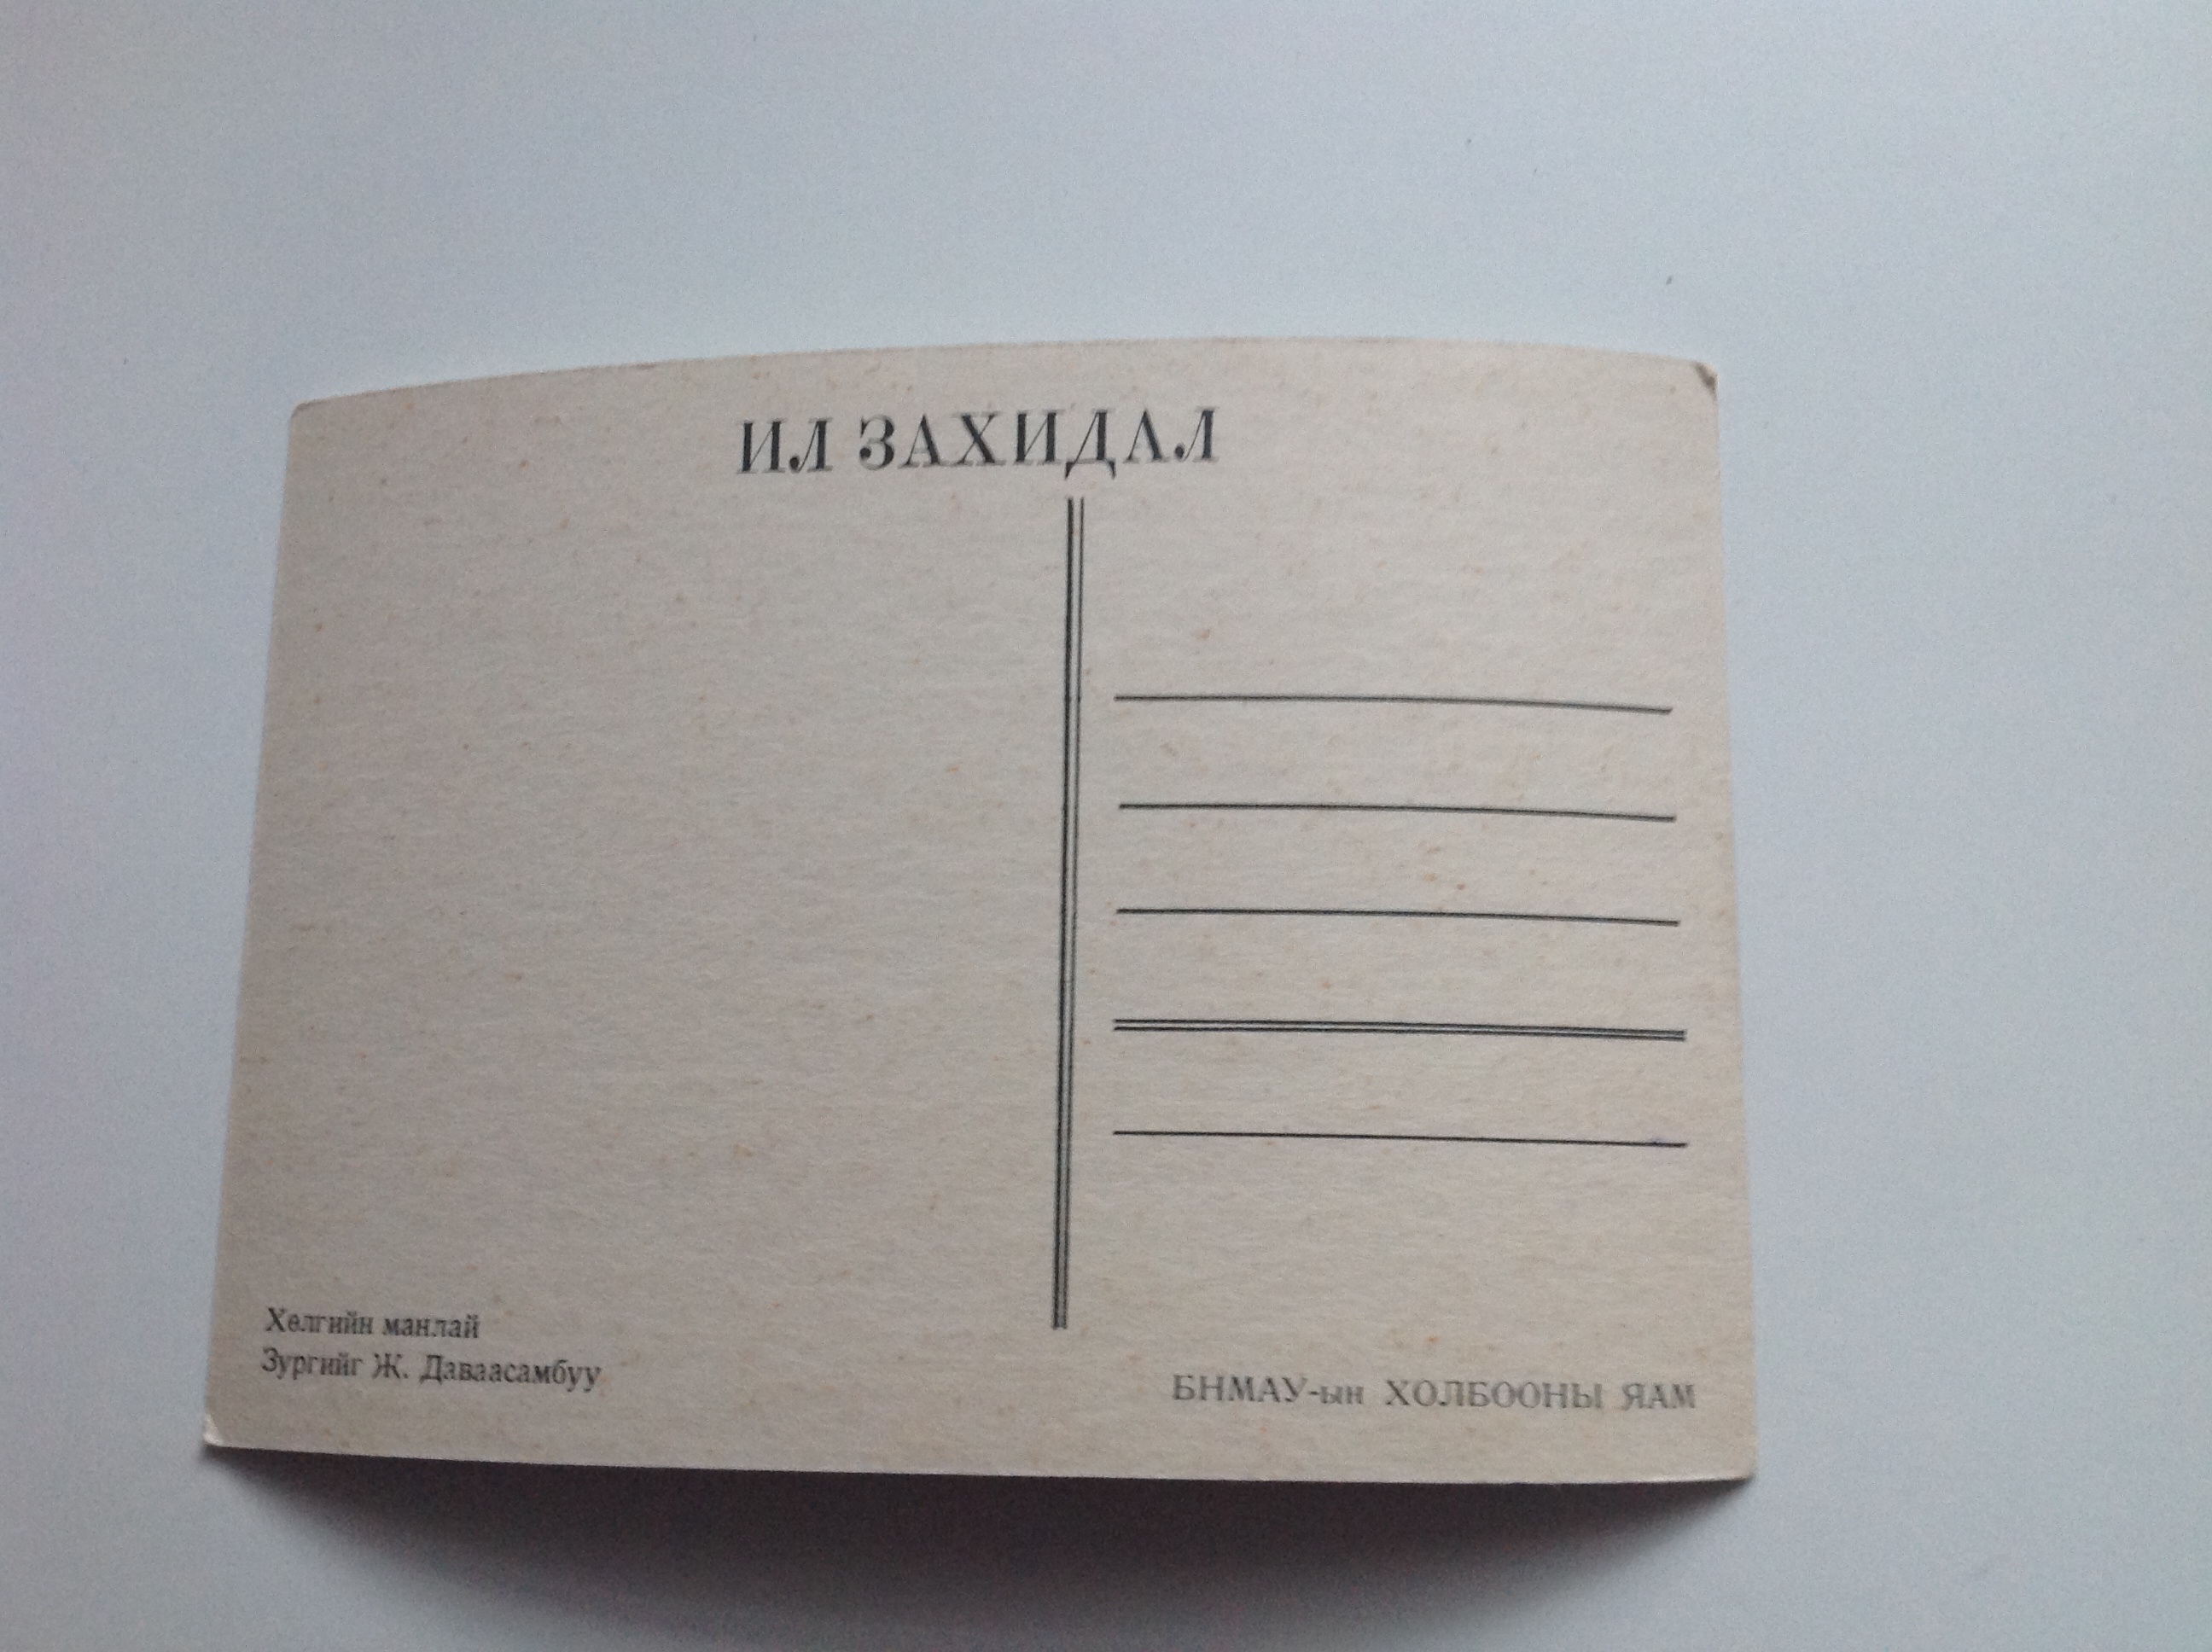 ИЛ ЗАХИДАЛ
Хөлгийн манлай
Зургийг Ж. Даваасамбуу
БНМАУ-ын ХОЛБООНЫ ЯАМ